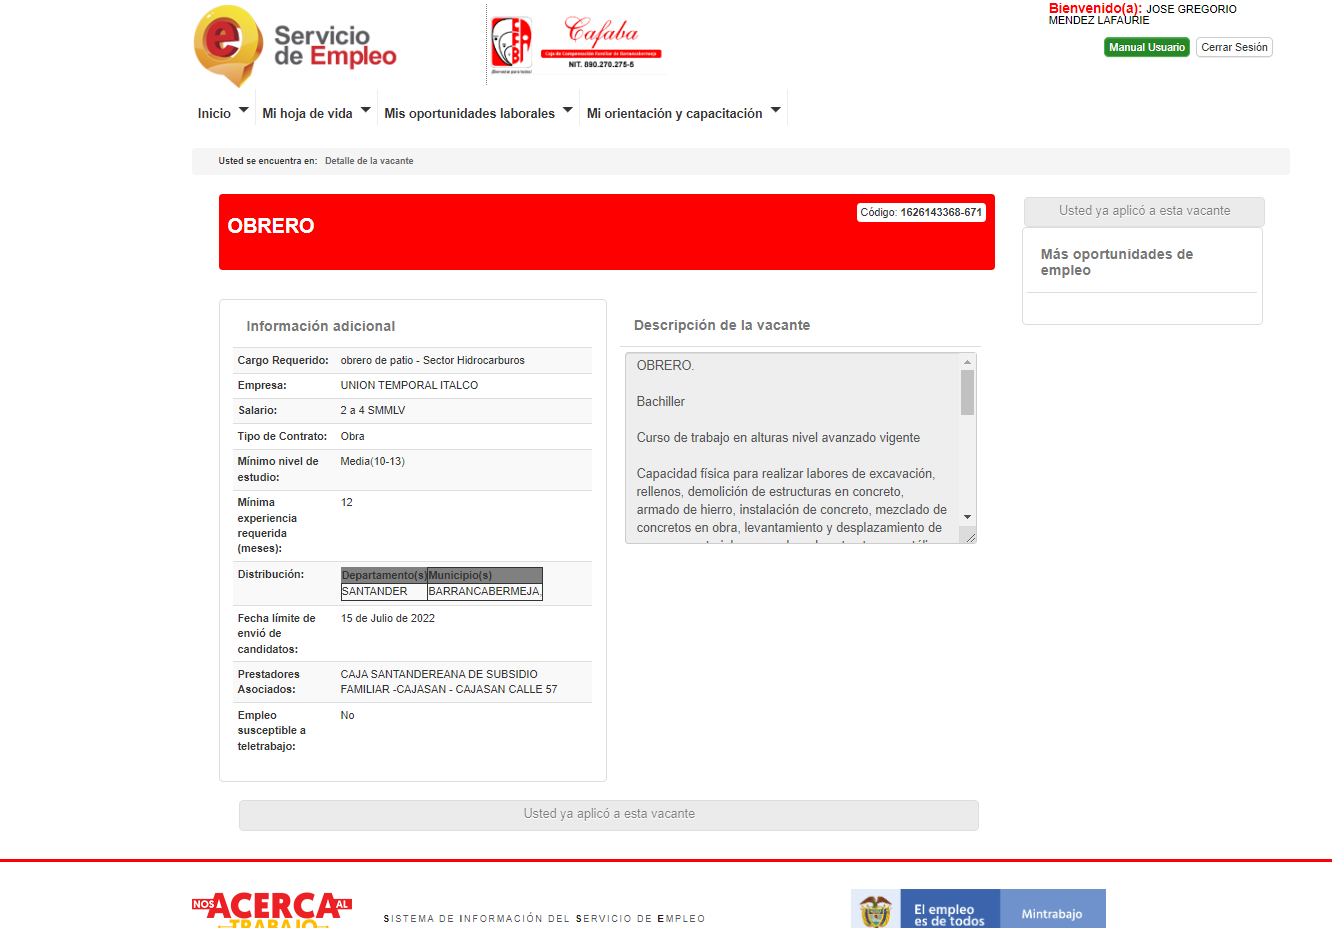 Servicio
de Empleo
Cafaba
Caja de Compensación Familiar de Barrancabermeja
NIT. 890.270.275-5
Bienvenido(a): JOSE GREGORIO
MENDEZ LAFAURIE
Manual Usuario
Cerrar Sesión
Inicio
Mi hoja de vida
Mis oportunidades laborales
Mi orientación y capacitación
Usted se encuentra en: Detalle de la vacante
OBRERO
Código: 1626143368-671
Usted ya aplicó a esta vacante
Más oportunidades de
empleo
Información adicional
Cargo Requerido: obrero de patio - Sector Hidrocarburos
Empresa: UNION TEMPORAL ITALCO
Salario: 2 a 4 SMMLV
Tipo de Contrato: Obra
Mínimo nivel de Media(10-13)
estudio:
Mínima 12
experiencia
requerida
(meses):
Distribución: Departamento(s) Municipio(s)
SANTANDER BARRANCABERMEJA,
Fecha límite de 15 de Julio de 2022
envió de
candidatos:
Prestadores CAJA SANTANDEREANA DE SUBSIDIO
Asociados: FAMILIAR -CAJASAN - CAJASAN CALLE 57
Empleo No
susceptible a
teletrabajo:
Descripción de la vacante
OBRERO.
Bachiller
Curso de trabajo en alturas nivel avanzado vigente
Capacidad física para realizar labores de excavación,
rellenos, demolición de estructuras en concreto,
armado de hierro, instalación de concreto, mezclado de
concretos en obra, levantamiento y desplazamiento de
Usted ya aplicó a esta vacante
NOS ACERCA AL
TRABAJO
SISTEMA DE INFORMACIÓN DEL SERVICIO DE EMPLEO
El empleo
es de todos
Mintrabajo